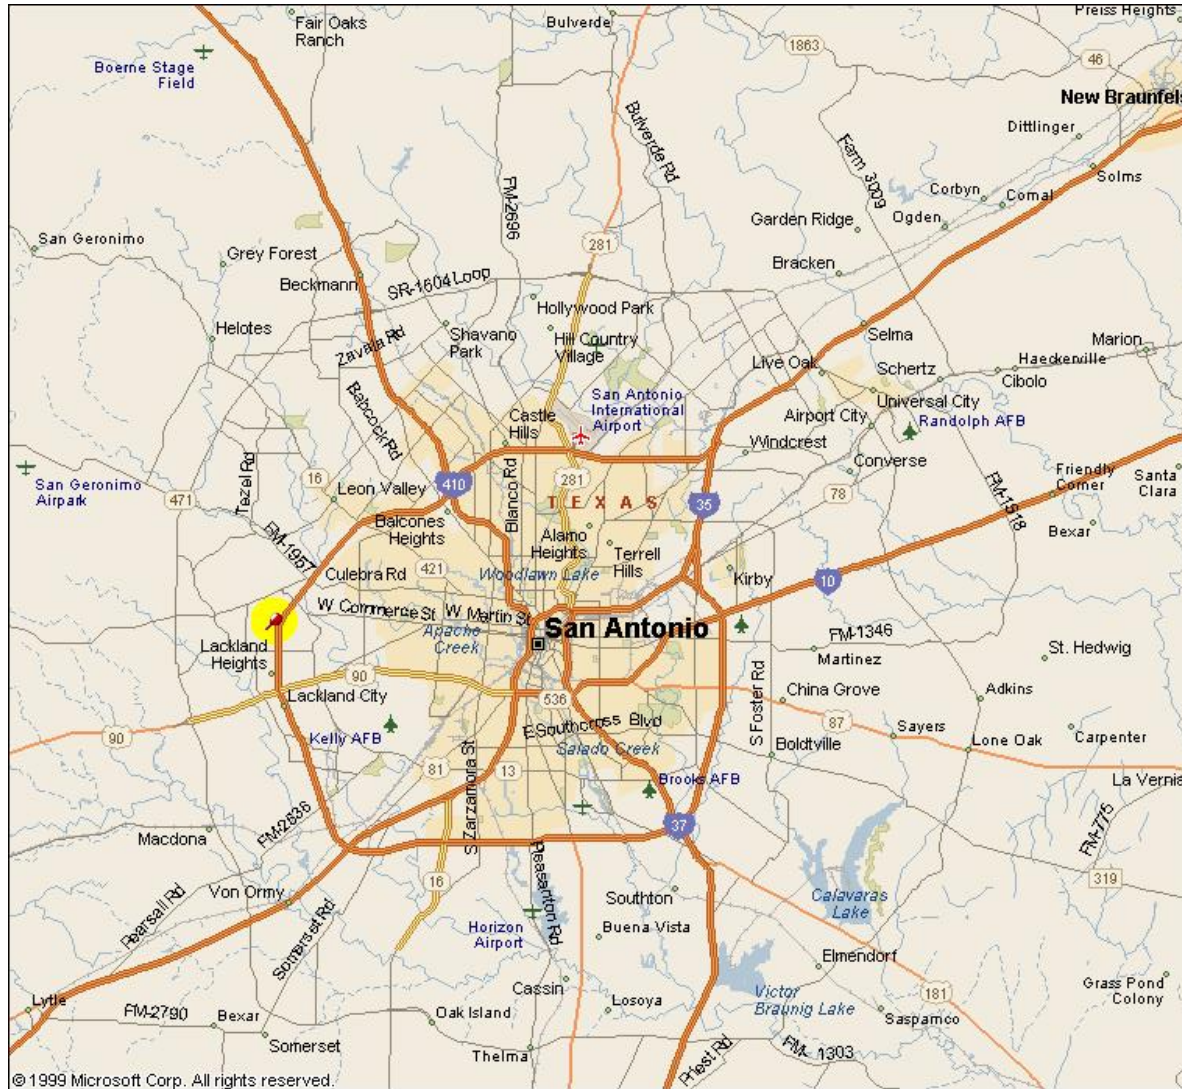 Fair Oaks
Ranch
Bulverde
Preiss Heights
1863
46
Boerne Stage
Field
New Braunfels
Dittlinger
Bulverde Rd
Farm 3009
FM-2696
Solms
Corbyn
Comal
Garden Ridge
Ogden
San Geronimo
281
Grey Forest
Bracken
Beckmann
SR-1604 Loop
Hollywood Park
Helotes
Shavano
Park
Hill Country
Village
Zavala Rd
Selma
Marion
Live Oak
Schertz
Haeckerville
Cibolo
Babcock Rd
San Antonio
International
Airport
Universal City
Castle
Hills
Airport City
Randolph AFB
Windcrest
Tezel Rd
Blanco Rd
Converse
Friendly
Corner
Santa
Clara
San Geronimo
Airpark
16
410
281
Leon Valley
471
TEXAS
35
78
FM-1518
Balcones
Heights
Bexar
FM-1957
Alamo
Heights
Terrell
Hills
Culebra Rd
421
Woodlawn Lake
Kirby
10
W Commerce St
W Martin St
San Antonio
Apache
Creek
FM-1346
Lackland
Heights
Martinez
St. Hedwig
90
S Foster Rd
Lackland City
536
China Grove
Adkins
87
Sayers
90
Kelly AFB
E Southcross Blvd
Salado Creek
Boldtville
Lone Oak
Carpenter
81
13
Brooks AFB
La Vernia
S Zarzamora St
FM-2836
Macdona
37
FM-775
Pleasanton Rd
16
319
Von Ormy
Southton
Calavaras
Lake
Pearsall Rd
Somerset Rd
Horizon
Airport
Buena Vista
Elmendorf
Cassin
Victor
Braunig Lake
181
Grass Pond
Colony
Lytle
FM-2790
Bexar
Oak Island
Losoya
Saspamco
Somerset
Thelma
Priest Rd
FM- 1303
© 1999 Microsoft Corp. All rights reserved.